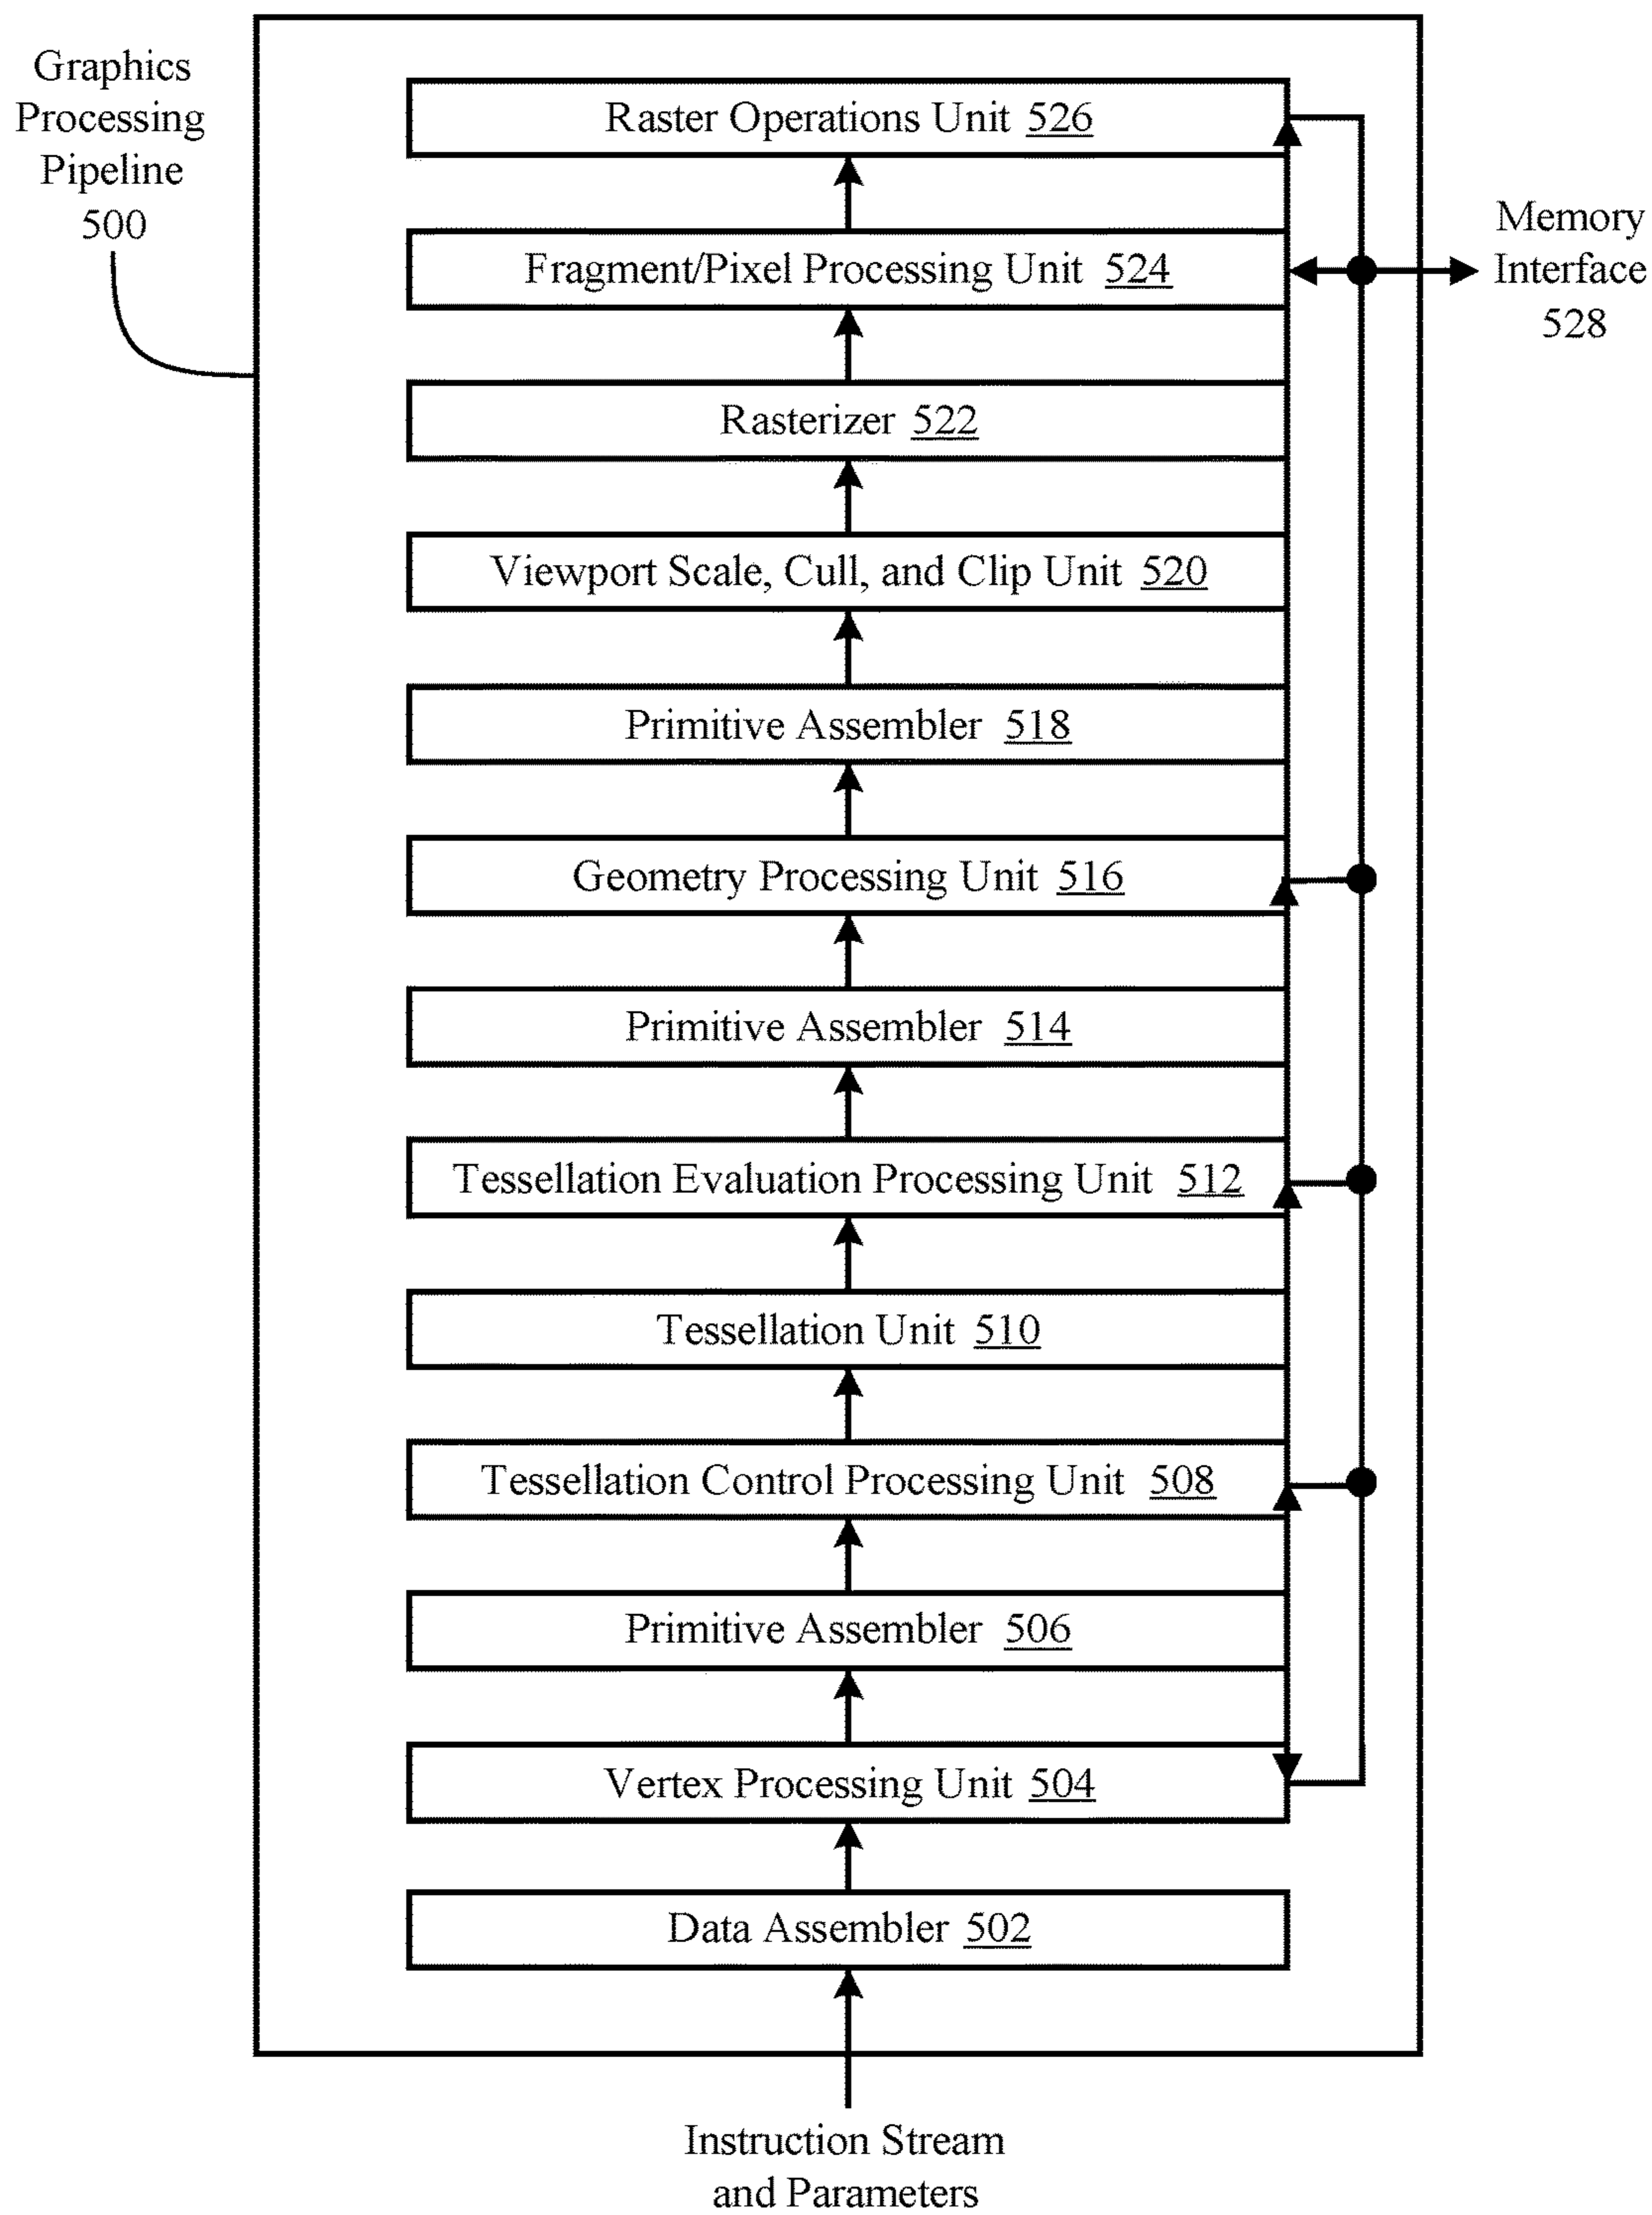 Graphics
Processing
Pipeline
500
Raster Operations Unit 526
Fragment/Pixel Processing Unit 524
Memory
Interface
528
Rasterizer 522
Viewport Scale, Cull, and Clip Unit 520
Primitive Assembler 518
Geometry Processing Unit 516
Primitive Assembler 514
Tessellation Evaluation Processing Unit 512
Tessellation Unit 510
Tessellation Control Processing Unit 508
Primitive Assembler 506
Vertex Processing Unit 504
Data Assembler 502
Instruction Stream
and Parameters